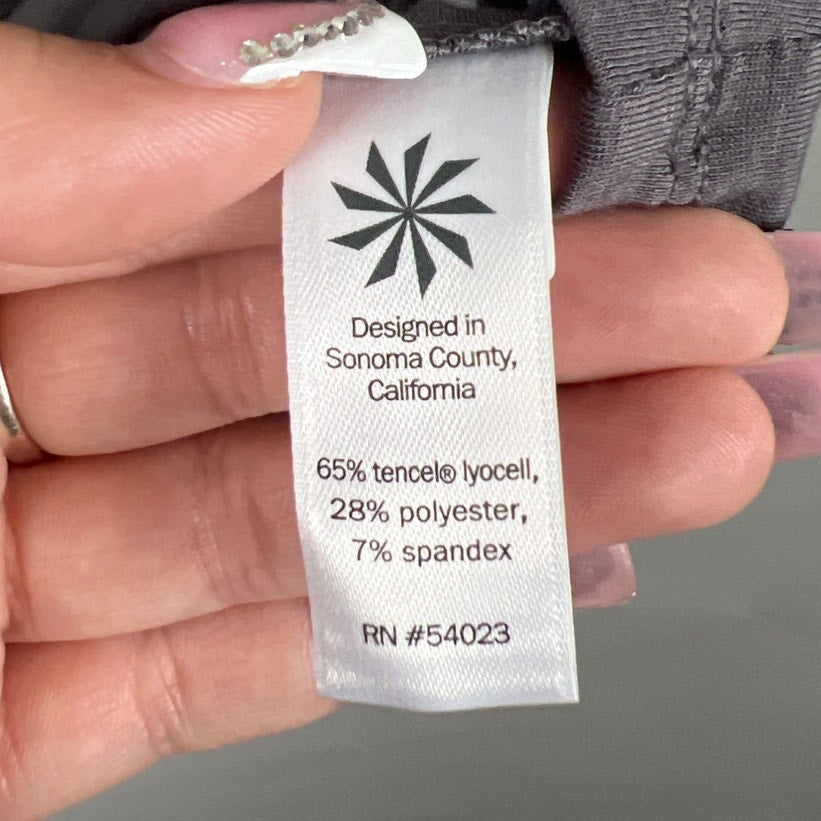 Designed in
Sonoma County,
California
65% tencel® lyocell,
28% polyester,
7% spandex
RN #54023